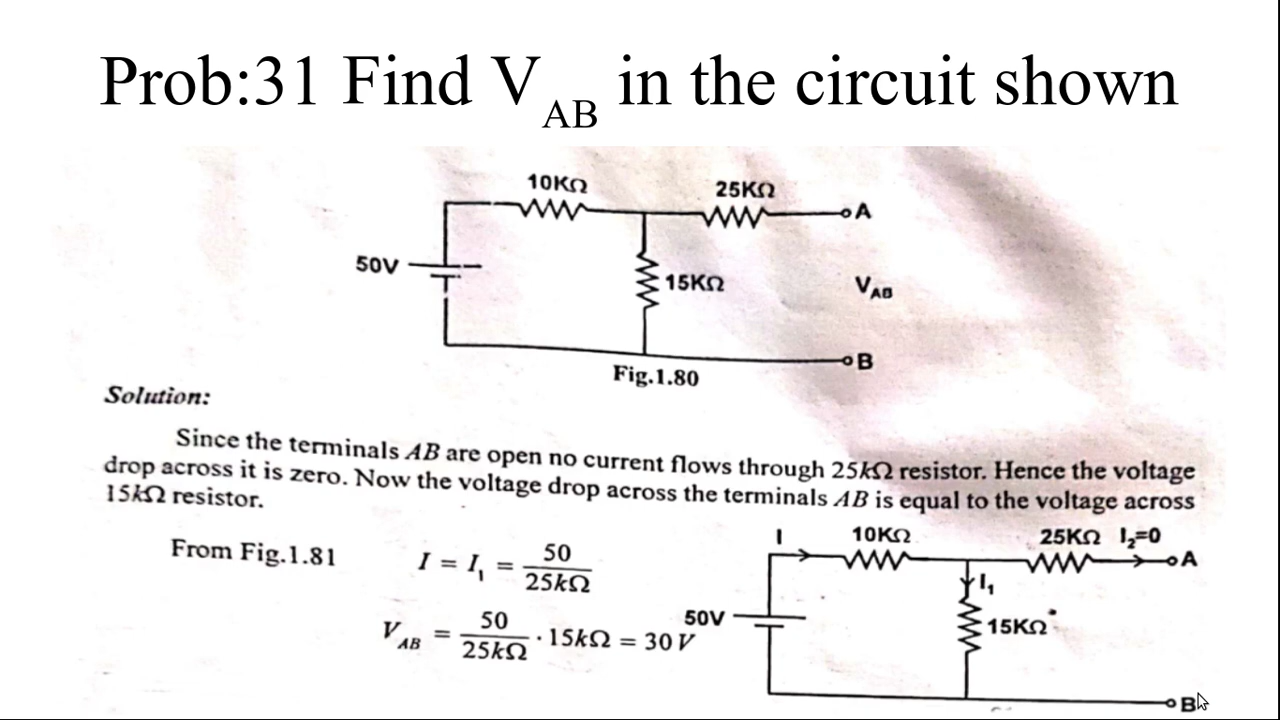 Prob:31 Find V AB in the circuit shown
10KΩ
25KΩ
A
50V
15KΩ
V AB
B
Fig.1.80
Solution:
Since the terminals AB are open no current flows through 25kΩ resistor. Hence the voltage
drop across it is zero. Now the voltage drop across the terminals AB is equal to the voltage across
15kΩ resistor.
From Fig.1.81
I = I₁ = 50/25kΩ
V AB = 50/25kΩ · 15kΩ = 30 V
I
10KΩ
25KΩ I₂=0
A
I₁
50V
15KΩ
B